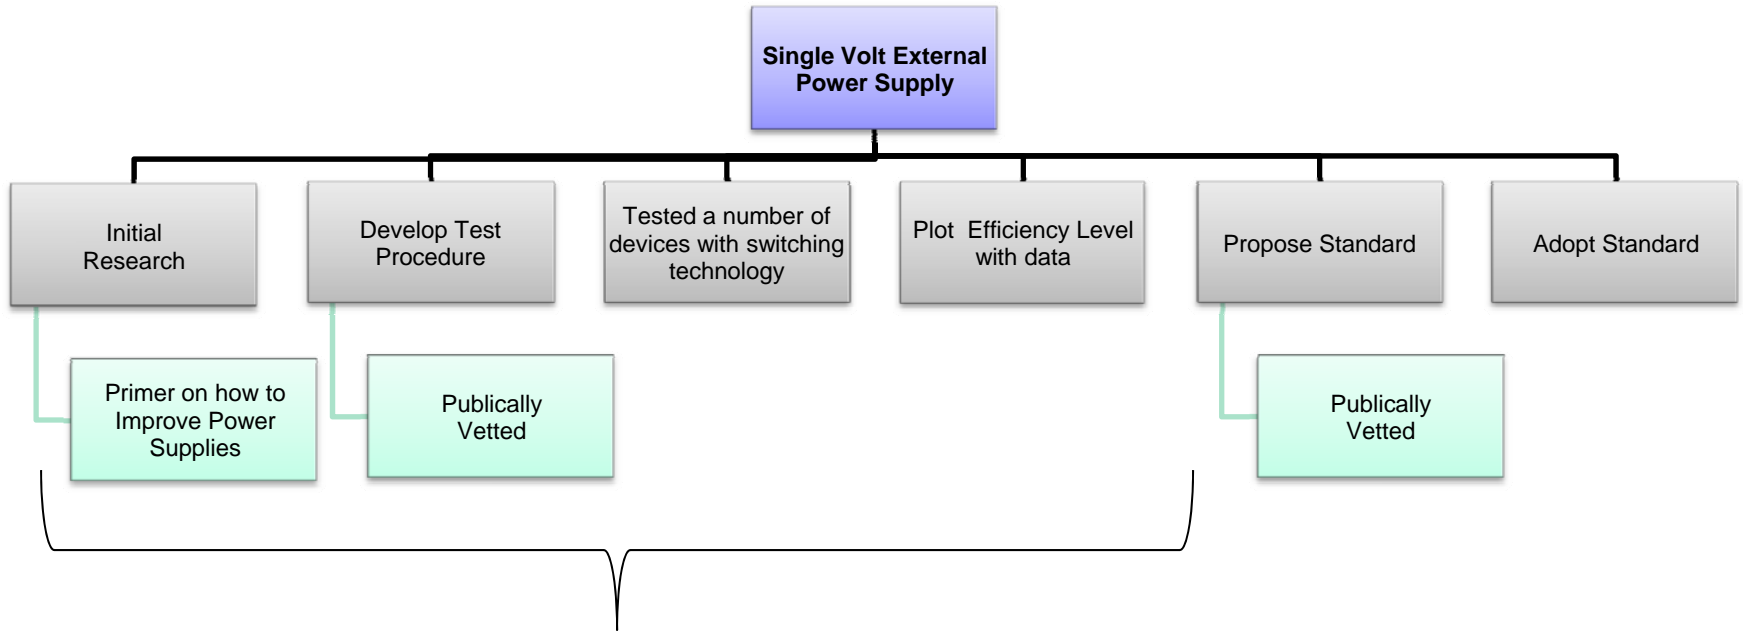 Single Volt External
Power Supply
Initial
Research
Develop Test
Procedure
Tested a number of
devices with switching
technology
Plot  Efficiency Level
with data
Propose Standard
Adopt Standard
Primer on how to
Improve Power
Supplies
Publically
Vetted
Publically
Vetted